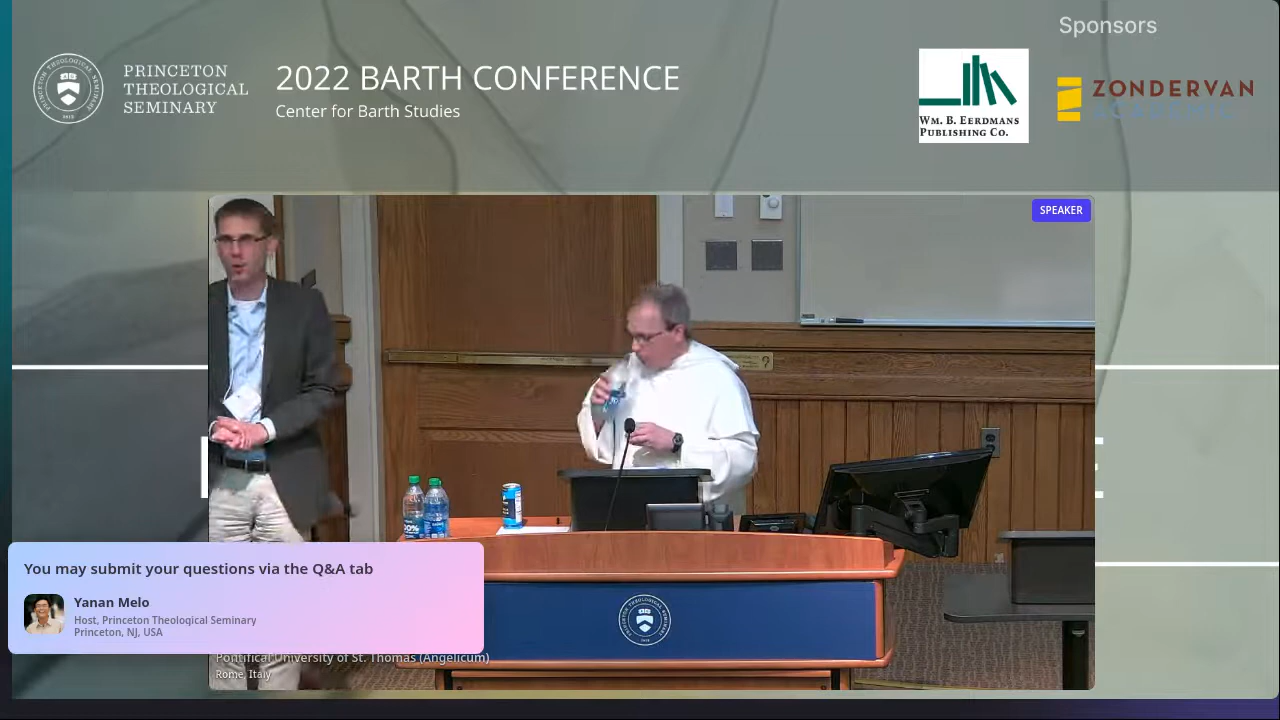 Sponsors
PRINCETON
THEOLOGICAL
SEMINARY
2022 BARTH CONFERENCE
Center for Barth Studies
WM. B. EERDMANS
PUBLISHING CO.
ZONDERVAN
ACADEMIC
SPEAKER
You may submit your questions via the Q&A tab
Yanan Melo
Host, Princeton Theological Seminary
Princeton, NJ, USA
Pontifical University of St. Thomas (Angelicum)
Rome, Italy